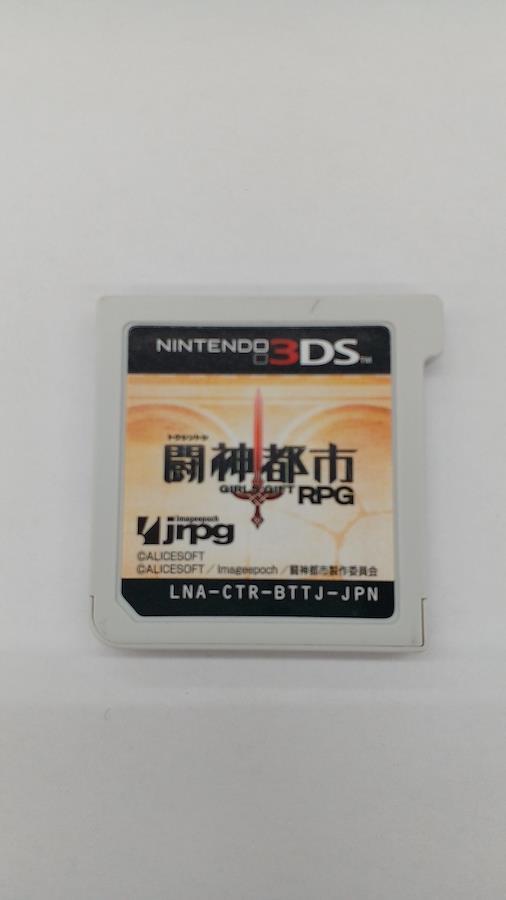 NINTENDO 3DS™
トウシントシ
闘神都市
GIRLS GIFT RPG
imageepoch
jrpg
©ALICESOFT
©ALICESOFT／Imageepoch／闘神都市製作委員会
LNA-CTR-BTTJ-JPN